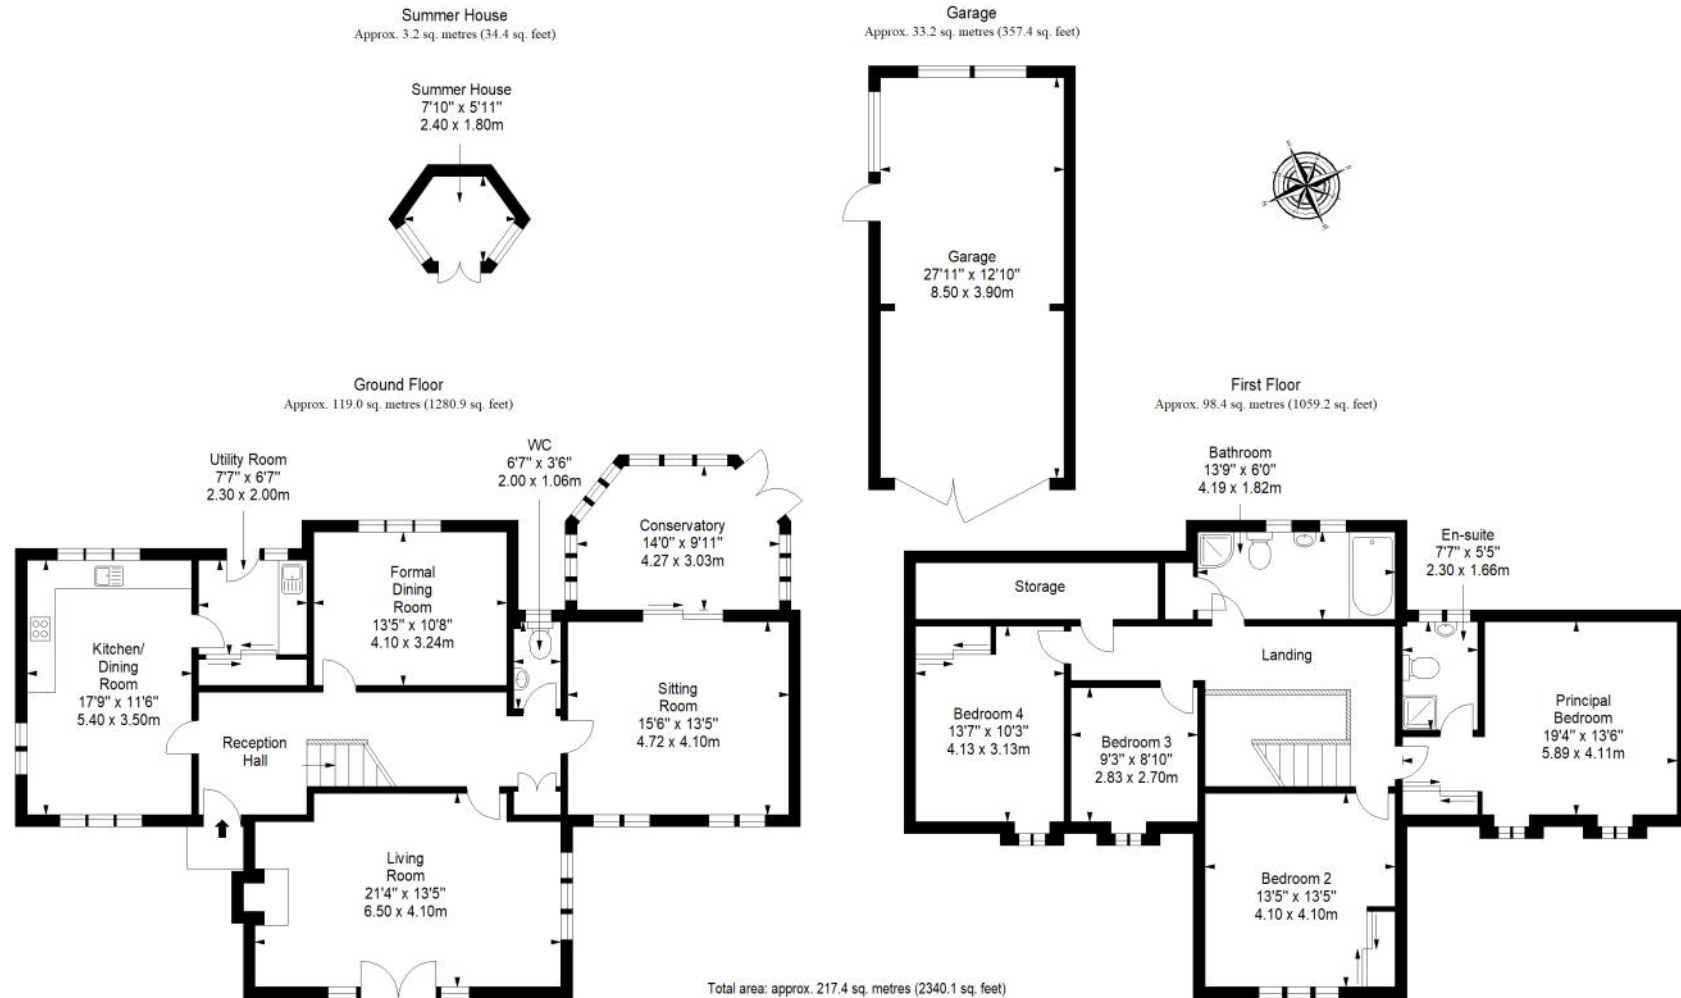 Summer House
Approx. 3.2 sq. metres (34.4 sq. feet)
Summer House
7'10" x 5'11"
2.40 x 1.80m
Garage
Approx. 33.2 sq. metres (357.4 sq. feet)
Garage
27'11" x 12'10"
8.50 x 3.90m
Ground Floor
Approx. 119.0 sq. metres (1280.9 sq. feet)
Utility Room
7'7" x 6'7"
2.30 x 2.00m
WC
6'7" x 3'6"
2.00 x 1.06m
Conservatory
14'0" x 9'11"
4.27 x 3.03m
Formal
Dining
Room
13'5" x 10'8"
4.10 x 3.24m
Kitchen/
Dining
Room
17'9" x 11'6"
5.40 x 3.50m
Sitting
Room
15'6" x 13'5"
4.72 x 4.10m
Reception
Hall
Living
Room
21'4" x 13'5"
6.50 x 4.10m
First Floor
Approx. 98.4 sq. metres (1059.2 sq. feet)
Bathroom
13'9" x 6'0"
4.19 x 1.82m
En-suite
7'7" x 5'5"
2.30 x 1.66m
Storage
Landing
Bedroom 4
13'7" x 10'3"
4.13 x 3.13m
Bedroom 3
9'3" x 8'10"
2.83 x 2.70m
Principal
Bedroom
19'4" x 13'6"
5.89 x 4.11m
Bedroom 2
13'5" x 13'5"
4.10 x 4.10m
Total area: approx. 217.4 sq. metres (2340.1 sq. feet)